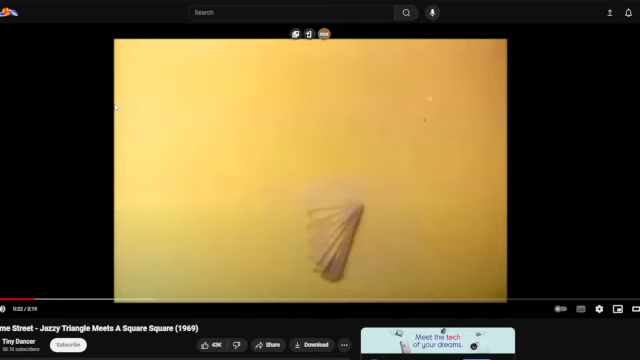 Search
0:22 / 3:19
me Street - Jazzy Triangle Meets A Square Square (1969)
Tiny Dancer
Subscribe
43K
Share
Download
Meet the tech
of your dreams.